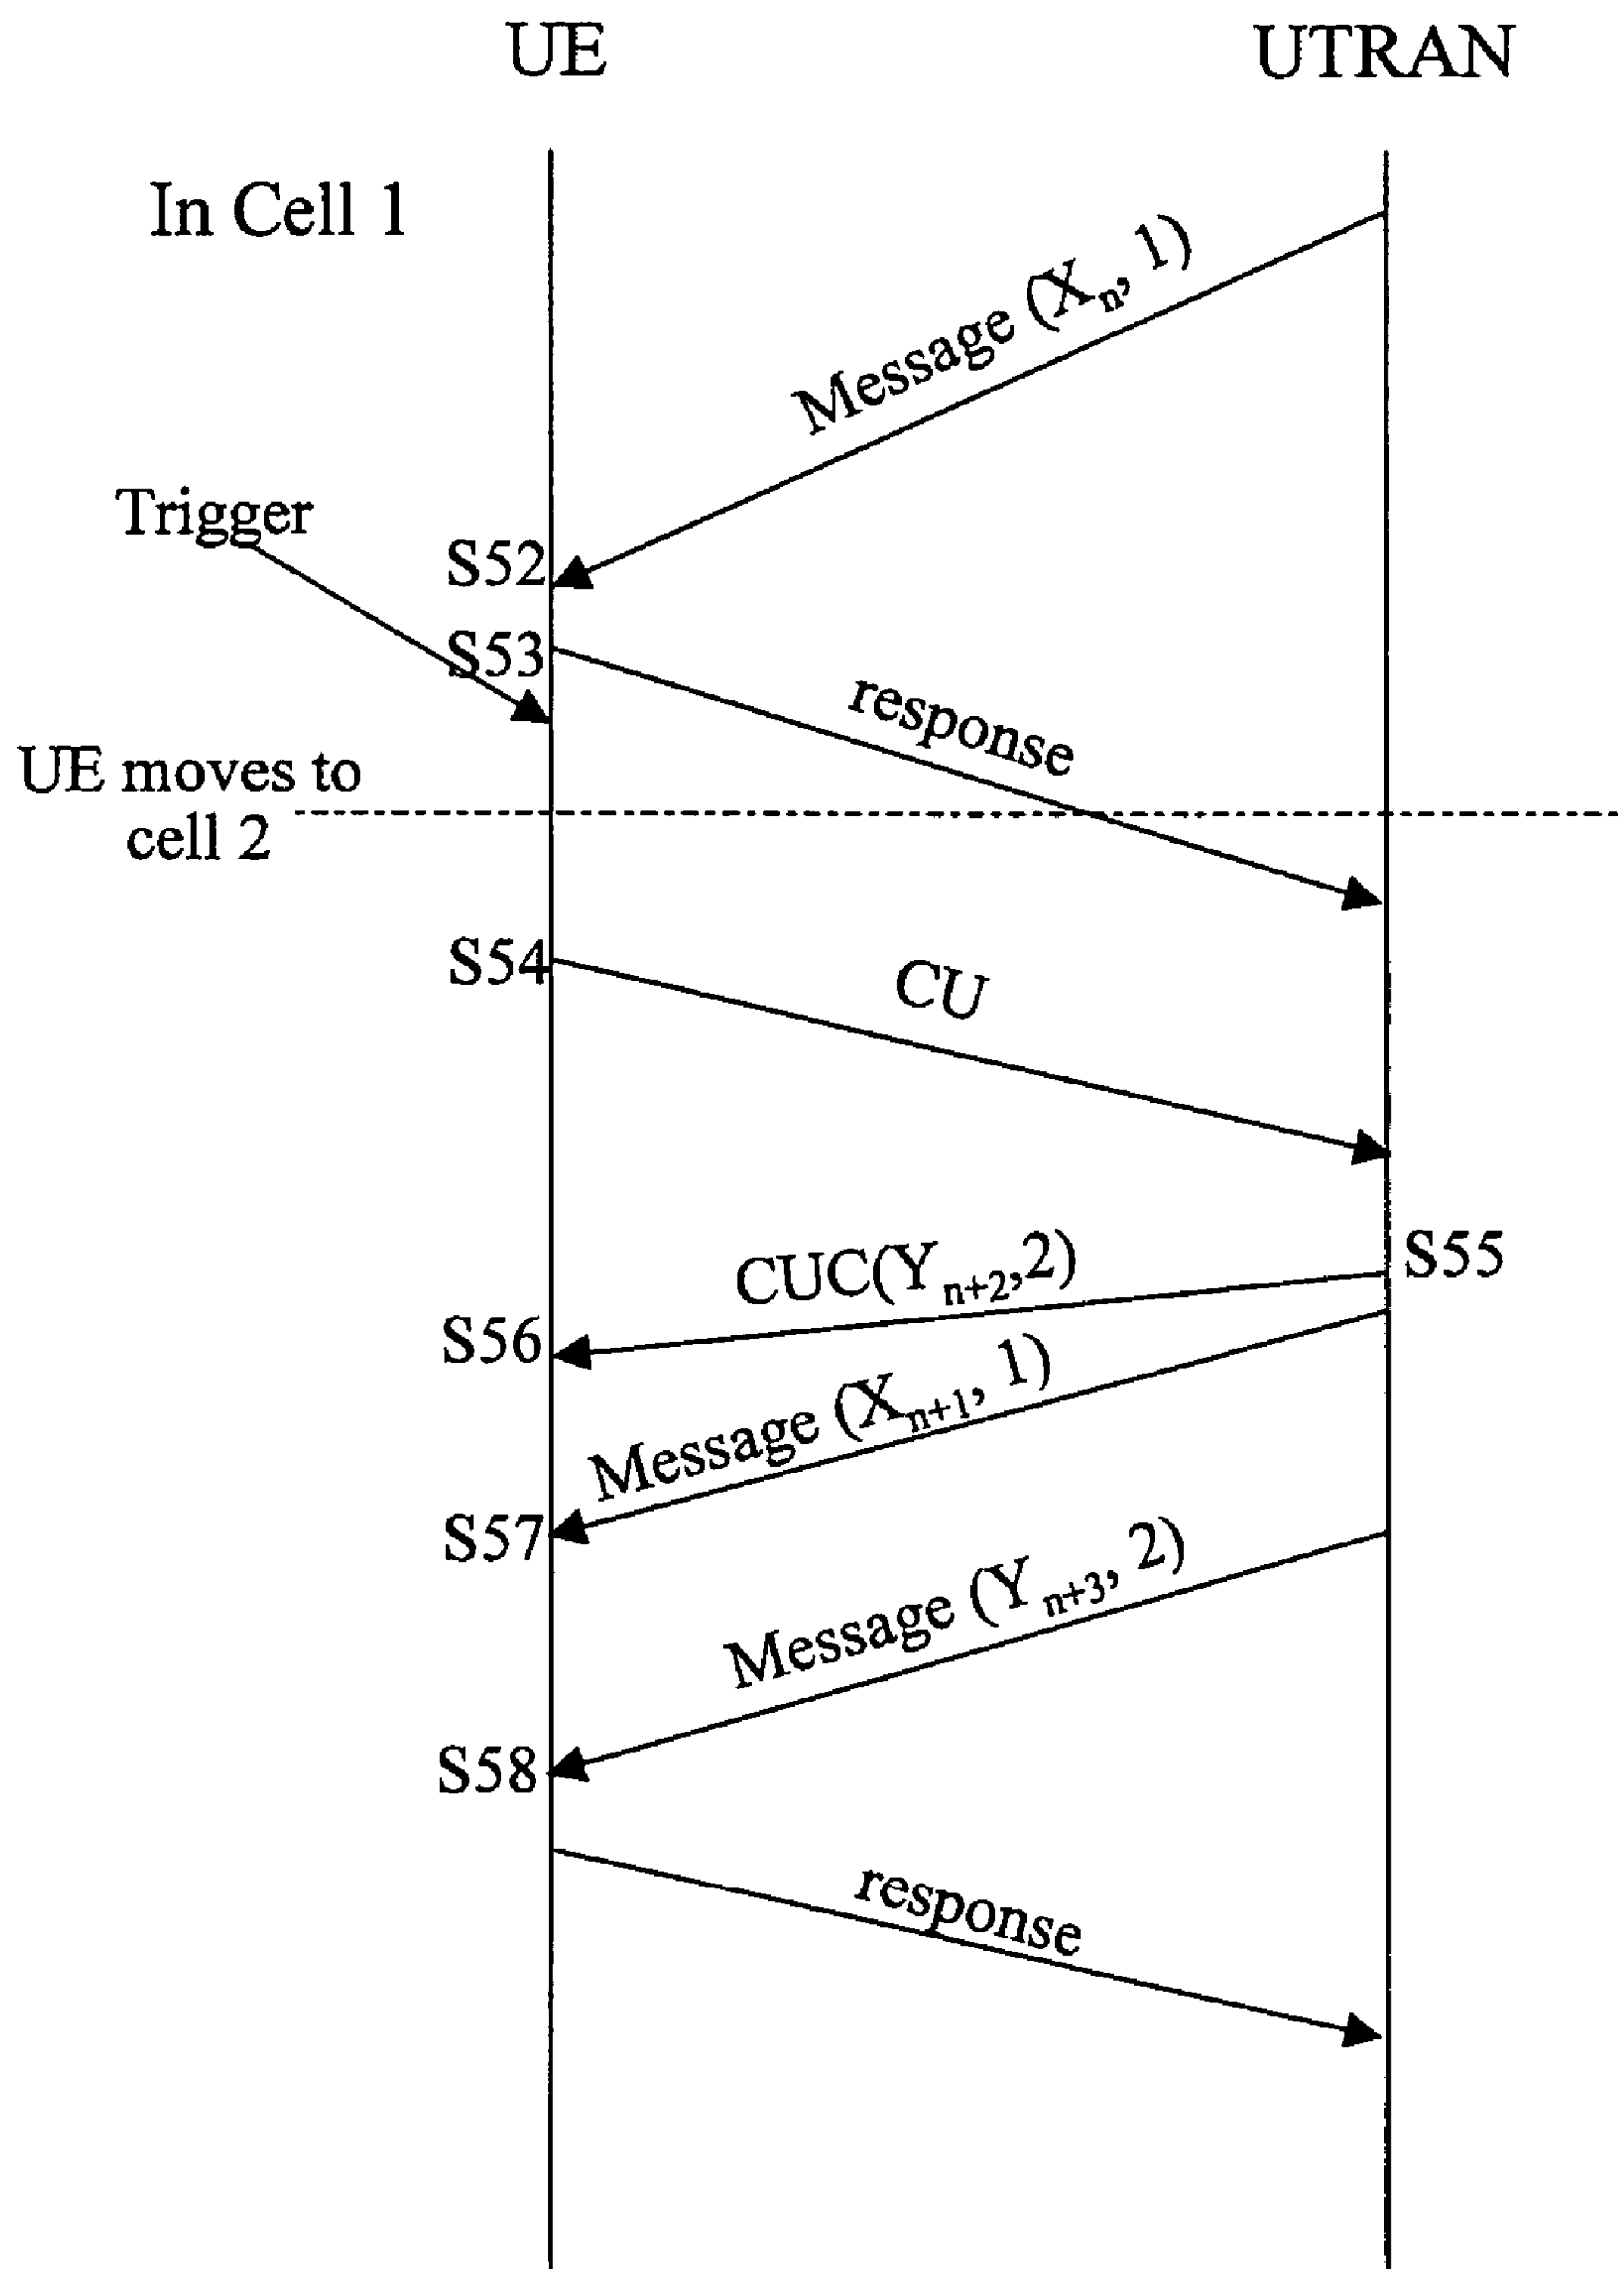 UE
UTRAN
In Cell 1
Message (Xn, 1)
Trigger
S52
S53
response
UE moves to
cell 2
S54
CU
CUC(Yn+2,2)
S55
S56
Message (Xn+1, 1)
S57
Message (Yn+3, 2)
S58
response